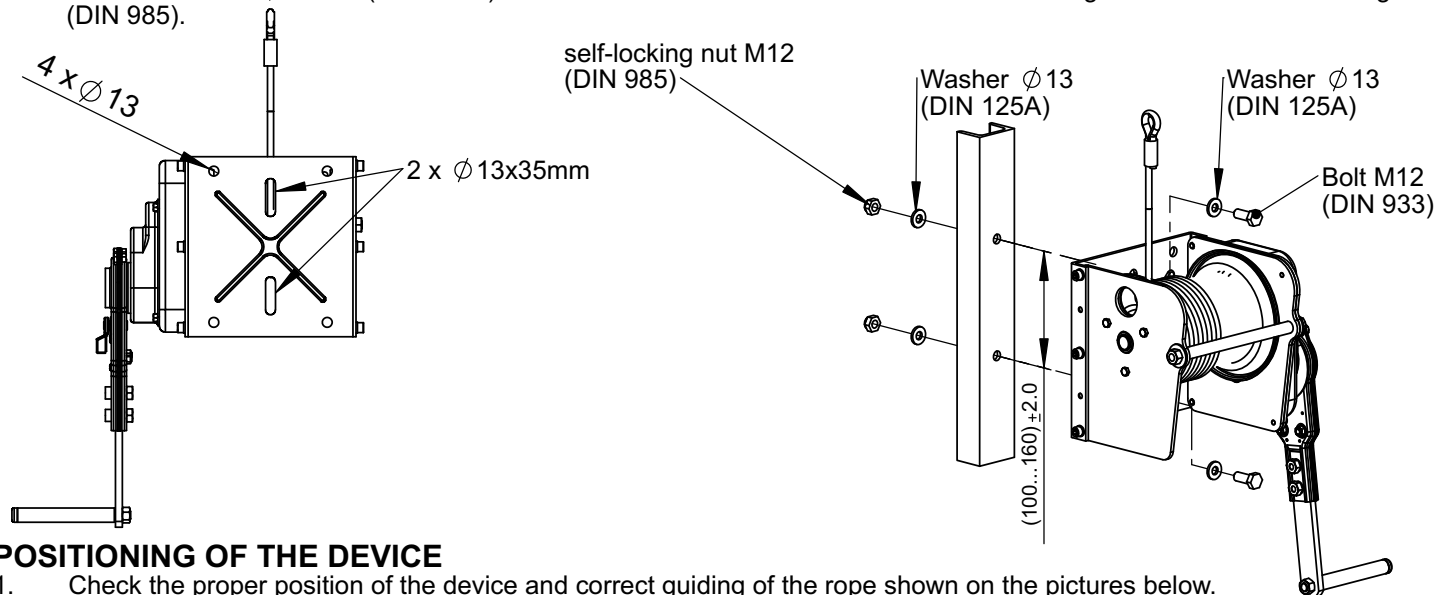 (DIN 985).
4 x ∅ 13
2 x ∅ 13x35mm
self-locking nut M12
(DIN 985)
Washer ∅ 13
(DIN 125A)
Washer ∅ 13
(DIN 125A)
Bolt M12
(DIN 933)
(100...160)±2.0
POSITIONING OF THE DEVICE
1. Check the proper position of the device and correct guiding of the rope shown on the pictures below.